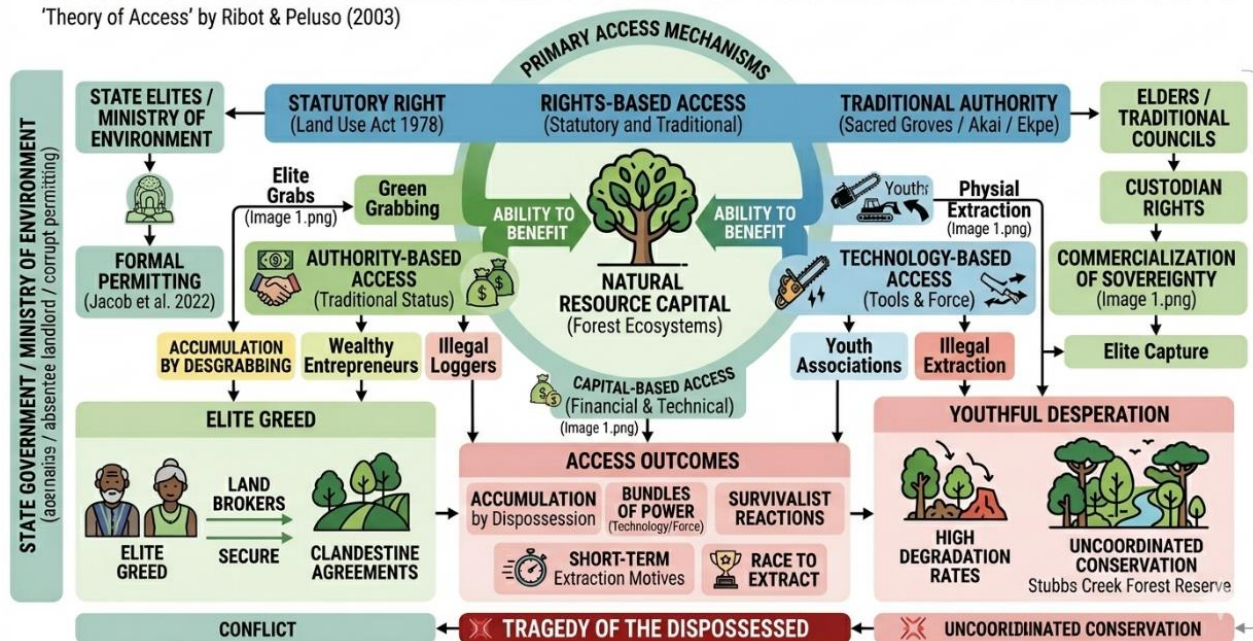 'Theory of Access' by Ribot & Peluso (2003)
PRIMARY ACCESS MECHANISMS
STATE GOVERNMENT / MINISTRY OF ENVIRONMENT
absentee landlord / corrupt permitting)
STATE ELITES /
MINISTRY OF
ENVIRONMENT
STATUTORY RIGHT
(Land Use Act 1978)
RIGHTS-BASED ACCESS
(Statutory and Traditional)
TRADITIONAL AUTHORITY
(Sacred Groves / Akai / Ekpe)
ELDERS /
TRADITIONAL
COUNCILS
Elite
Grabs
(Image 1.png)
Green
Grabbing
ABILITY TO
BENEFIT
ABILITY TO
BENEFIT
Physial
Extraction
(Image 1.png)
CUSTODIAN
RIGHTS
FORMAL
PERMITTING
(Jacob et al. 2022)
AUTHORITY-BASED
ACCESS
(Traditional Status)
NATURAL
RESOURCE CAPITAL
(Forest Ecosystems)
TECHNOLOGY-BASED
ACCESS
(Tools & Force)
COMMERCIALIZATION
OF SOVEREIGNTY
(Image 1.png)
ACCUMULATION
BY DESGRABBING
Wealthy
Entrepreneurs
Illegal
Loggers
Youth
Associations
Illegal
Extraction
Elite Capture
CAPITAL-BASED ACCESS
(Financial & Technical)
(Image 1.png)
ELITE GREED
LAND
BROKERS
SECURE
ELITE
GREED
CLANDESTINE
AGREEMENTS
ACCESS OUTCOMES
ACCUMULATION
by Dispossession
BUNDLES
OF POWER
(Technology/Force)
SURVIVALIST
REACTIONS
SHORT-TERM
Extraction Motives
RACE TO
EXTRACT
YOUTHFUL DESPERATION
HIGH
DEGRADATION
RATES
UNCOORDINATED
CONSERVATION
Stubbs Creek Forest Reserve
CONFLICT
TRAGEDY OF THE DISPOSSESSED
CONSERVATION